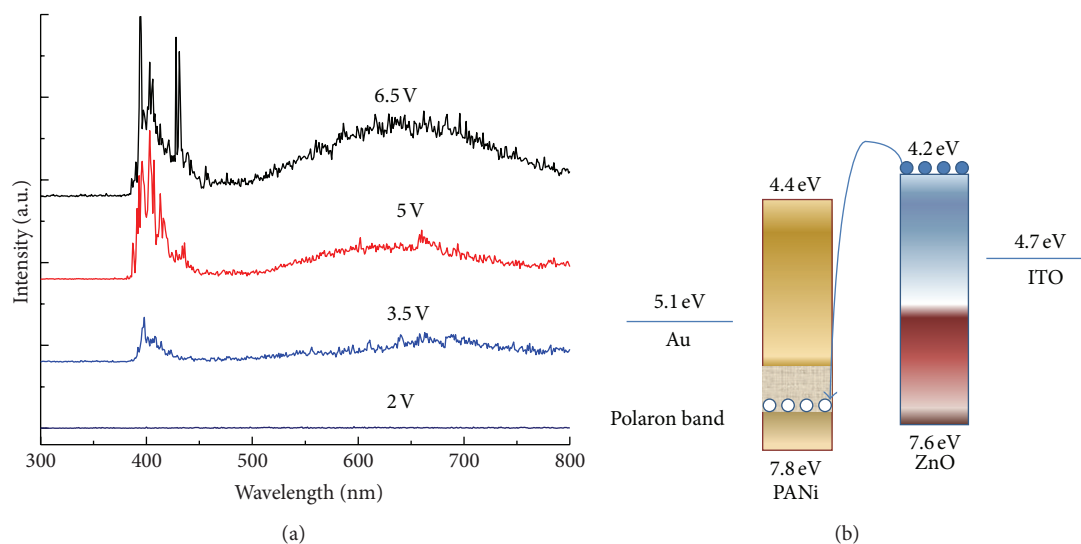 Intensity (a.u.)
6.5 V
5 V
3.5 V
2 V
300 400 500 600 700 800
Wavelength (nm)
(a)
5.1 eV
Au
Polaron band
4.4 eV
7.8 eV
PANi
4.2 eV
7.6 eV
ZnO
4.7 eV
ITO
(b)